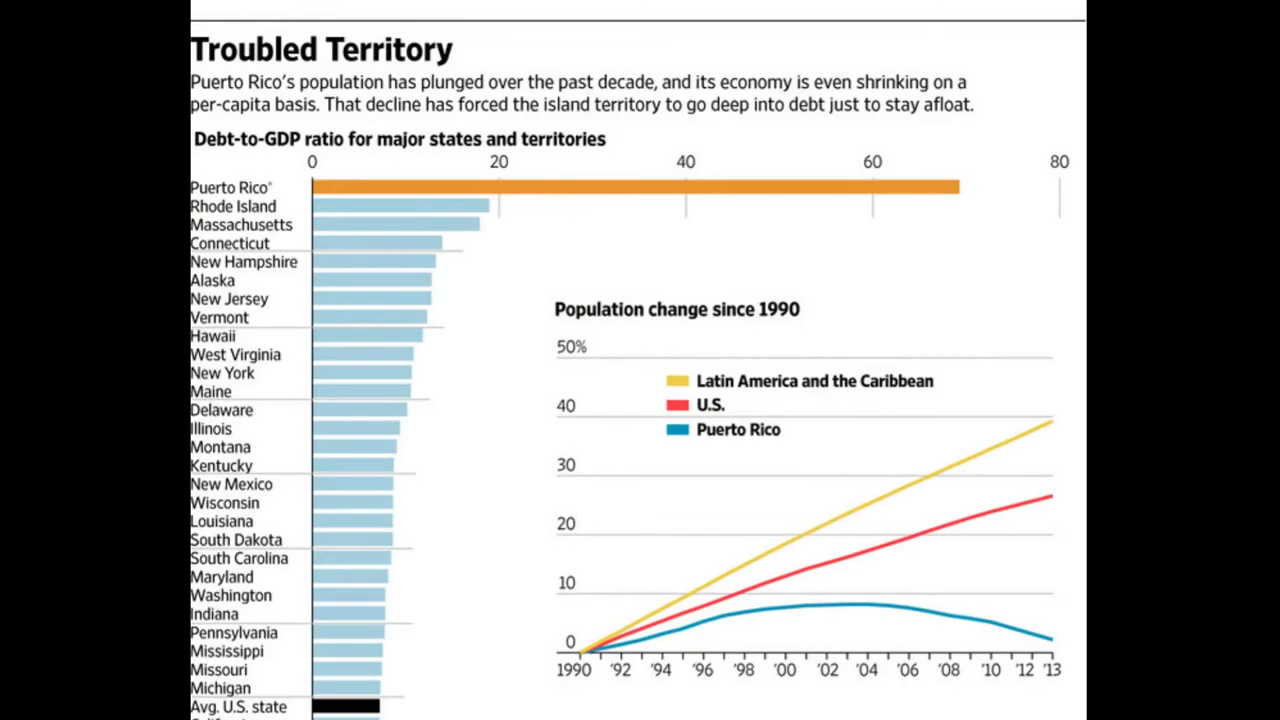 Troubled Territory
Puerto Rico's population has plunged over the past decade, and its economy is even shrinking on a
per-capita basis. That decline has forced the island territory to go deep into debt just to stay afloat.
Debt-to-GDP ratio for major states and territories
0 20 40 60 80
Puerto Rico*
Rhode Island
Massachusetts
Connecticut
New Hampshire
Alaska
New Jersey
Vermont
Hawaii
West Virginia
New York
Maine
Delaware
Illinois
Montana
Kentucky
New Mexico
Wisconsin
Louisiana
South Dakota
South Carolina
Maryland
Washington
Indiana
Pennsylvania
Mississippi
Missouri
Michigan
Avg. U.S. state
Population change since 1990
50%
Latin America and the Caribbean
U.S.
Puerto Rico
40
30
20
10
0
1990 '92 '94 '96 '98 '00 '02 '04 '06 '08 '10 '12 '13